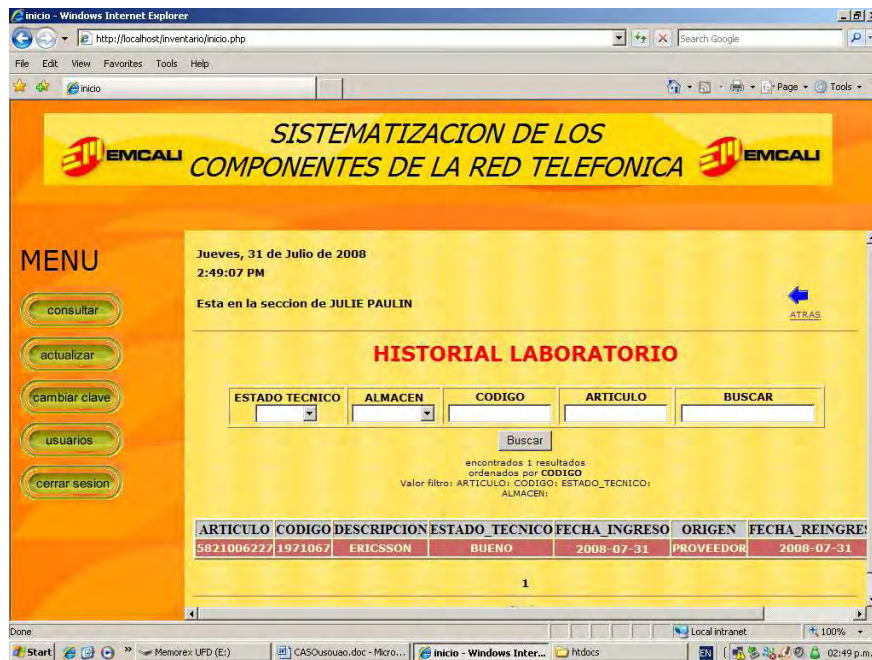 inicio - Windows Internet Explorer
http://localhost/inventario/inicio.php
Search Google
File Edit View Favorites Tools Help
inicio
Page Tools
EMCALI
SISTEMATIZACION DE LOS
COMPONENTES DE LA RED TELEFONICA
EMCALI
MENU
consultar
actualizar
cambiar clave
usuarios
cerrar sesion
Jueves, 31 de Julio de 2008
2:49:07 PM
Esta en la seccion de JULIE PAULIN
ATRAS
HISTORIAL LABORATORIO
ESTADO TECNICO ALMACEN CODIGO ARTICULO BUSCAR
Buscar
encontrados 1 resultados
ordenados por CODIGO
Valor filtro: ARTICULO: CODIGO: ESTADO_TECNICO:
ALMACEN:
ARTICULO CODIGO DESCRIPCION ESTADO_TECNICO FECHA_INGRESO ORIGEN FECHA_REINGRES
5821006227 1971067 ERICSSON BUENO 2008-07-31 PROVEEDOR 2008-07-31
1
Done
Local intranet
100%
Start
»
Memorex UFD (E:)
CASOusouao.doc - Micro...
inicio - Windows Inter...
htdocs
EN
02:49 p.m.